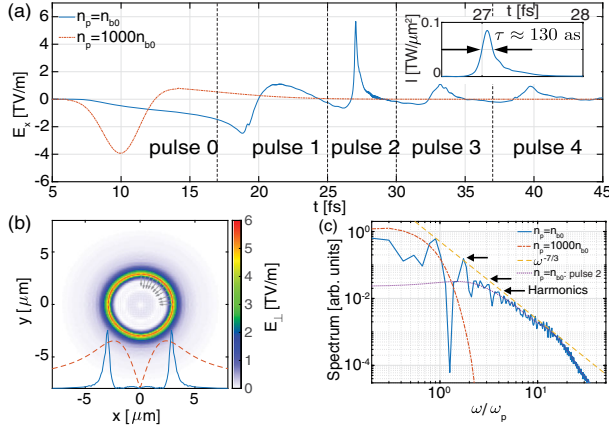 (a)
n_p=n_b0
n_p=1000n_b0
E_x [TV/m]
6
4
2
0
-2
-4
-6
pulse 0
pulse 1
pulse 2
pulse 3
pulse 4
5
10
15
20
25
30
35
40
45
t [fs]
t [fs]
27
28
I [TW/μm²]
0.1
0
τ ≈ 130 as
(b)
y [μm]
5
0
-5
-5
0
5
x [μm]
6
5
4
3
2
1
0
E_⊥ [TV/m]
(c)
n_p=n_b0
n_p=1000n_b0
ω^-7/3
n_p=n_b0: pulse 2
Harmonics
Spectrum [arb. units]
10^0
10^-2
10^-4
10^0
10^1
ω/ω_p